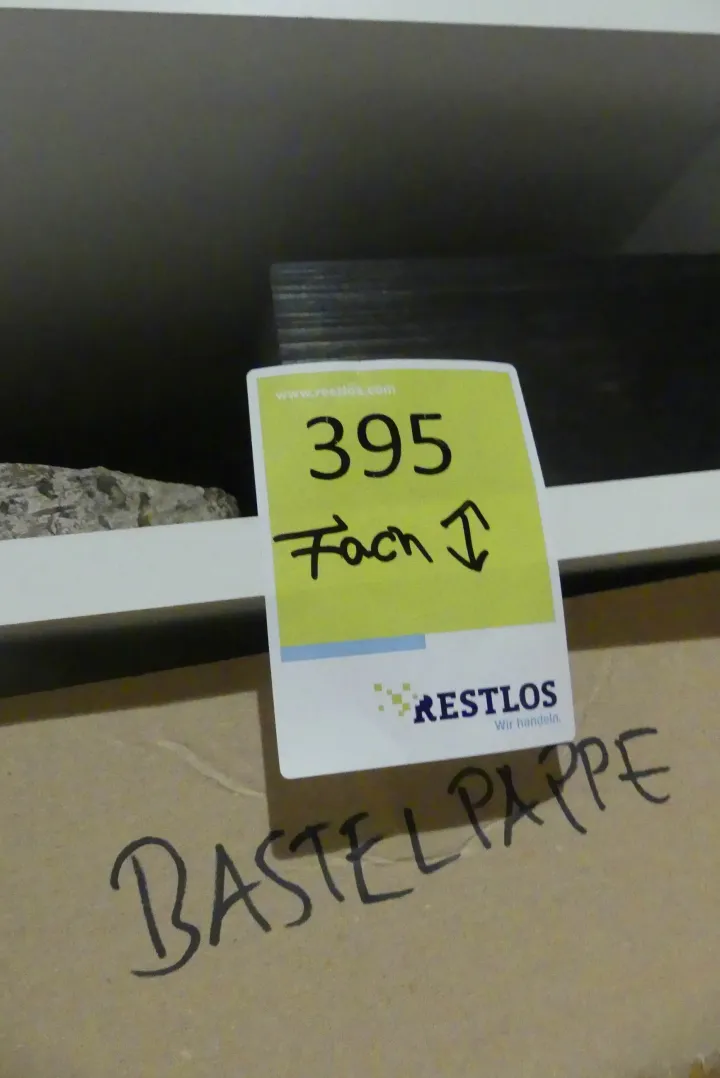 www.restlos.com
395
Fach ↕
RESTLOS
Wir handeln.
BASTELPAPPE